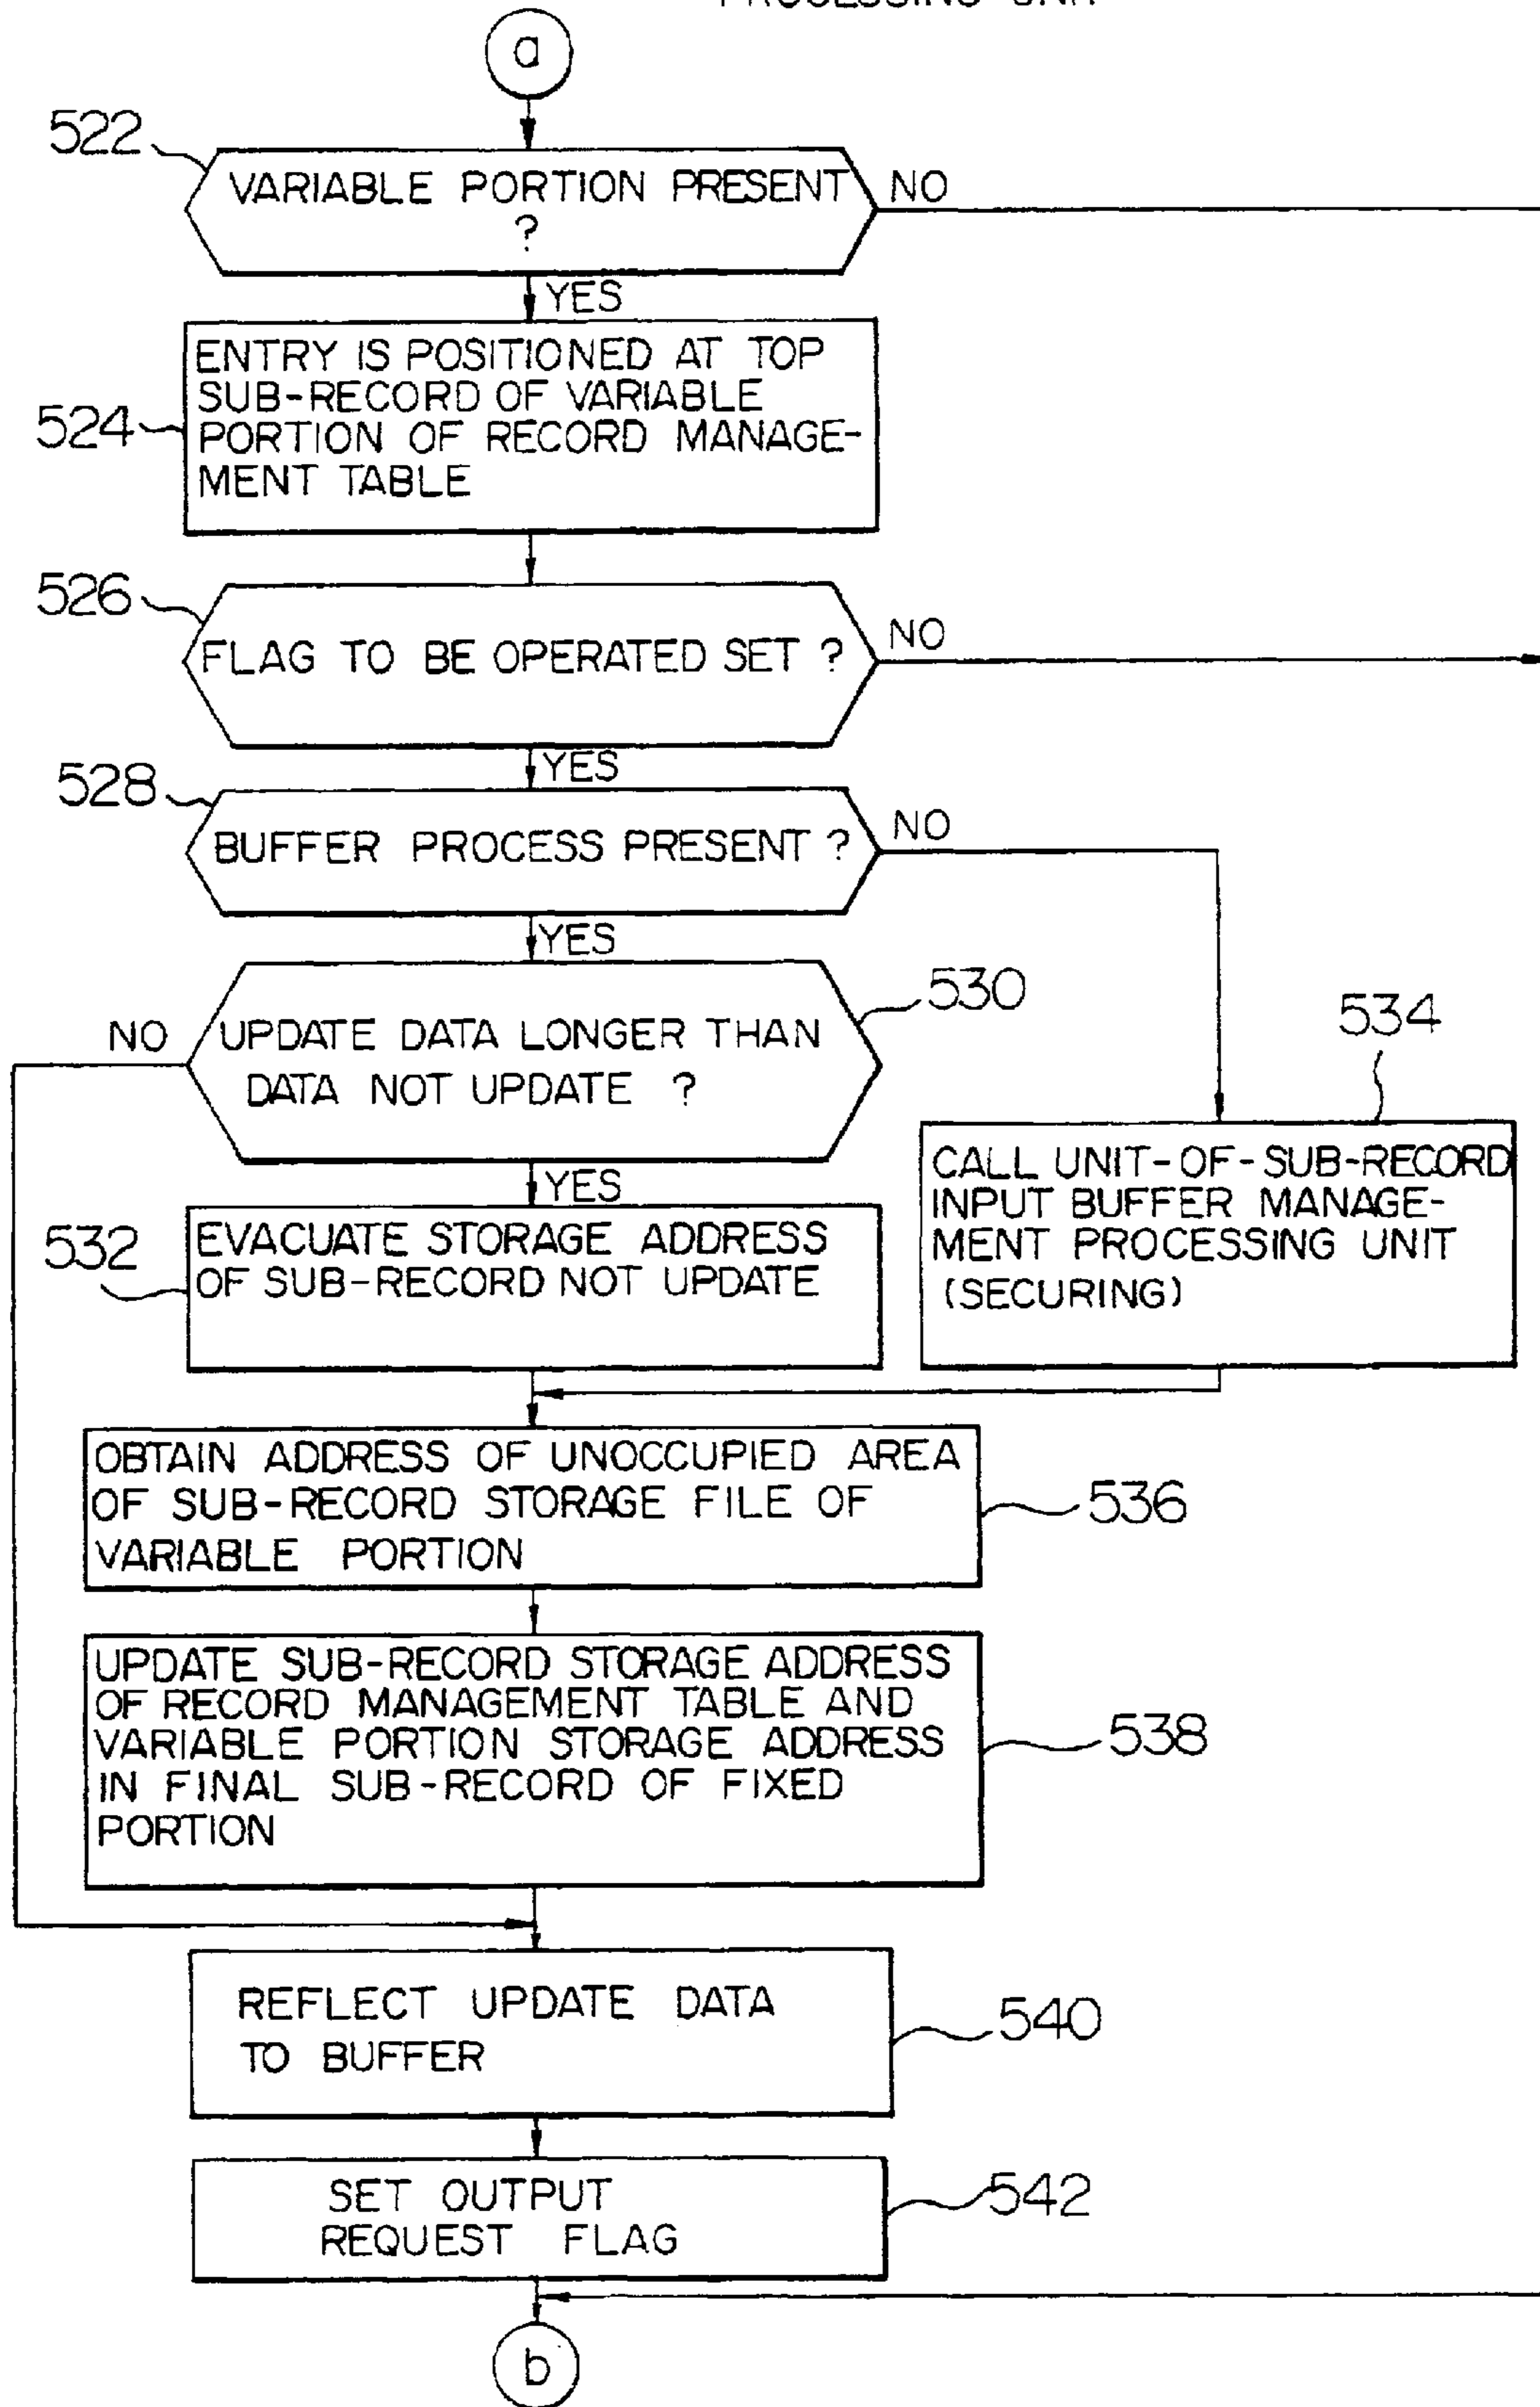 PROCESSING UNIT
a
522
VARIABLE PORTION PRESENT
?
NO
YES
524
ENTRY IS POSITIONED AT TOP
SUB-RECORD OF VARIABLE
PORTION OF RECORD MANAGE-
MENT TABLE
526
FLAG TO BE OPERATED SET ?
NO
YES
528
BUFFER PROCESS PRESENT ?
NO
YES
530
NO
UPDATE DATA LONGER THAN
DATA NOT UPDATE ?
YES
534
CALL UNIT-OF-SUB-RECORD
INPUT BUFFER MANAGE-
MENT PROCESSING UNIT
(SECURING)
532
EVACUATE STORAGE ADDRESS
OF SUB-RECORD NOT UPDATE
OBTAIN ADDRESS OF UNOCCUPIED AREA
OF SUB-RECORD STORAGE FILE OF
VARIABLE PORTION
536
UPDATE SUB-RECORD STORAGE ADDRESS
OF RECORD MANAGEMENT TABLE AND
VARIABLE PORTION STORAGE ADDRESS
IN FINAL SUB-RECORD OF FIXED
PORTION
538
REFLECT UPDATE DATA
TO BUFFER
540
SET OUTPUT
REQUEST FLAG
542
b